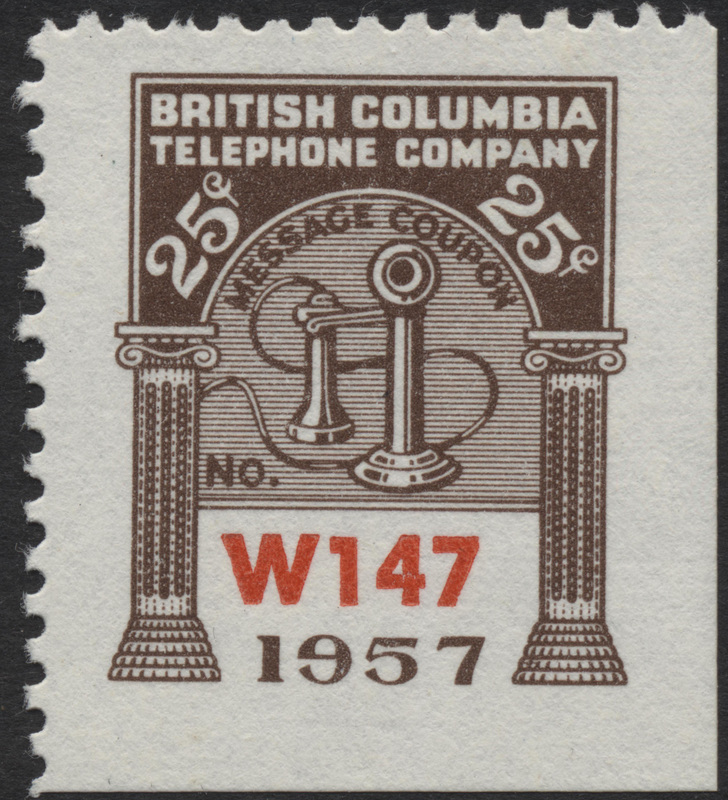 BRITISH COLUMBIA
TELEPHONE COMPANY
25¢ 25¢
MESSAGE COUPON
NO.
W147
1957